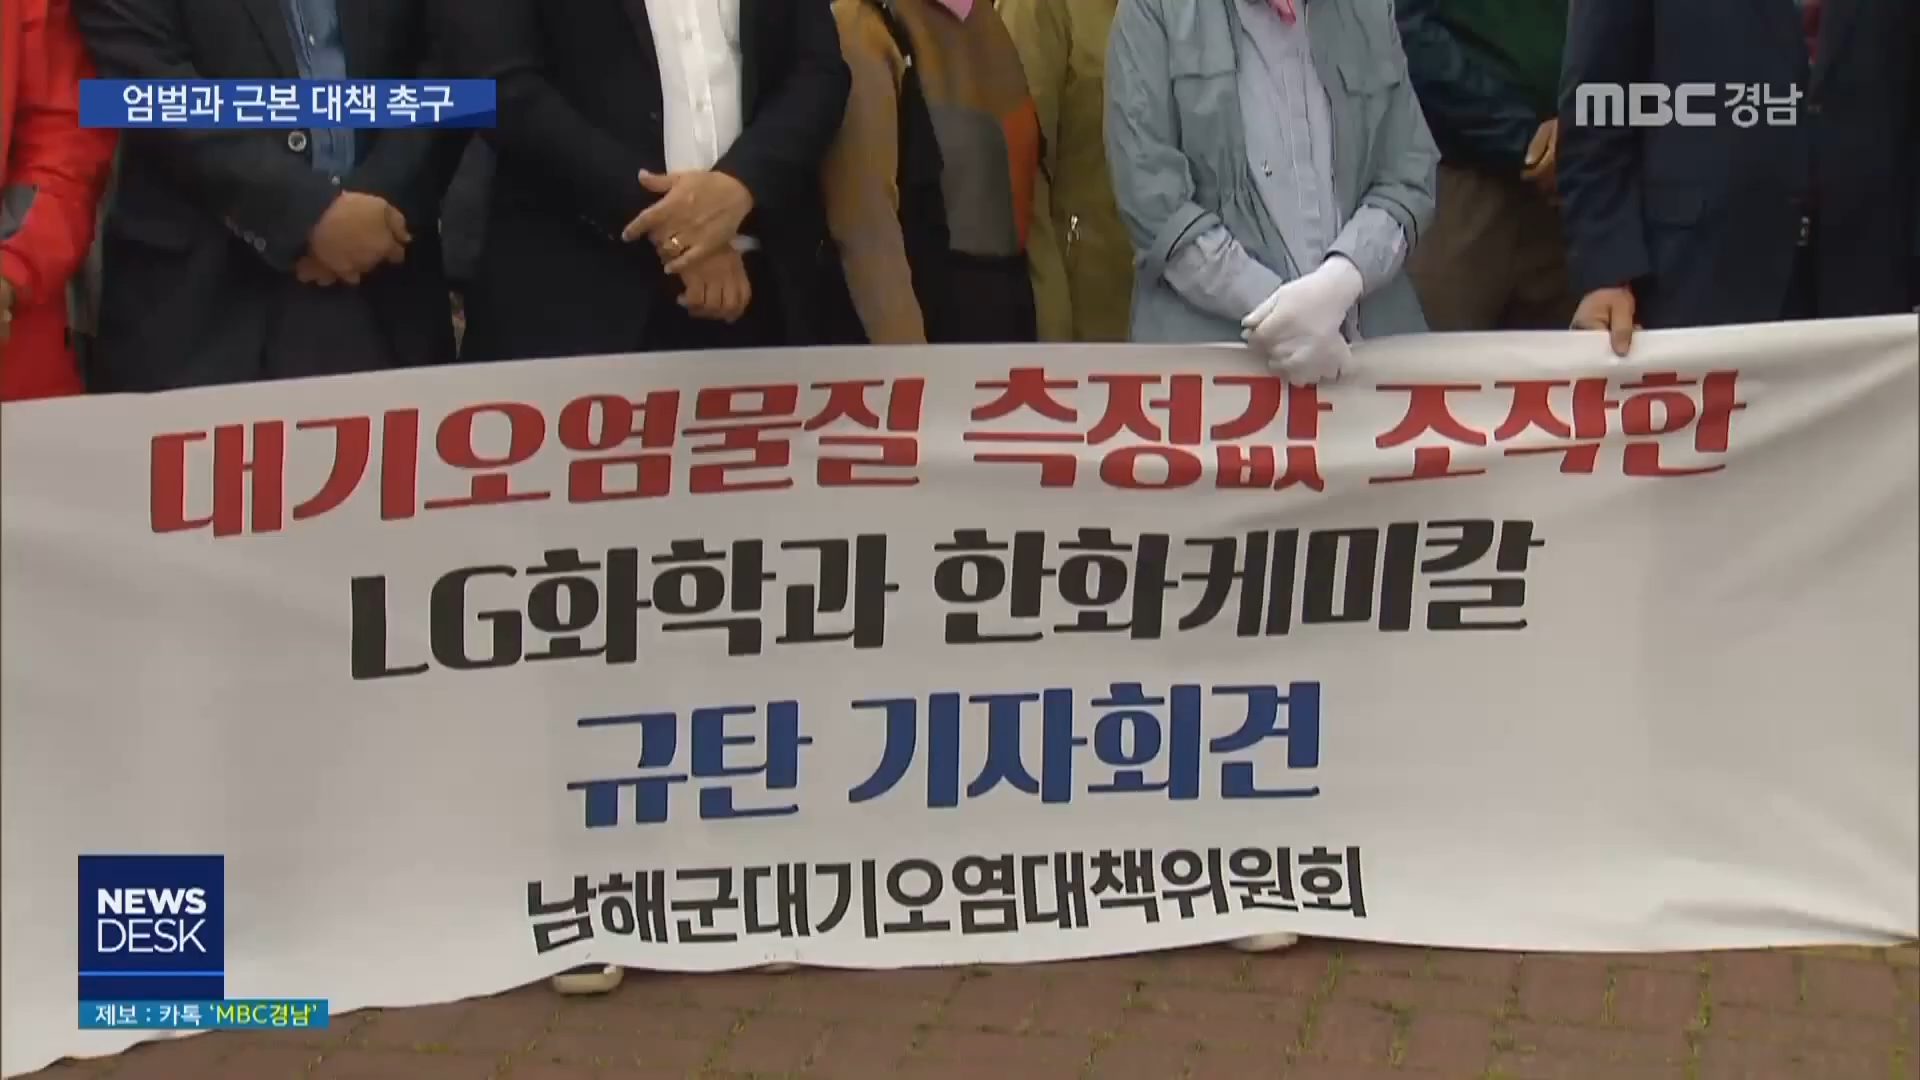 엄벌과 근본 대책 촉구
MBC경남
대기오염물질 측정값 조작한
LG화학과 한화케미칼
규탄 기자회견
남해군대기오염대책위원회
NEWS
DESK
제보 : 카톡 'MBC경남'